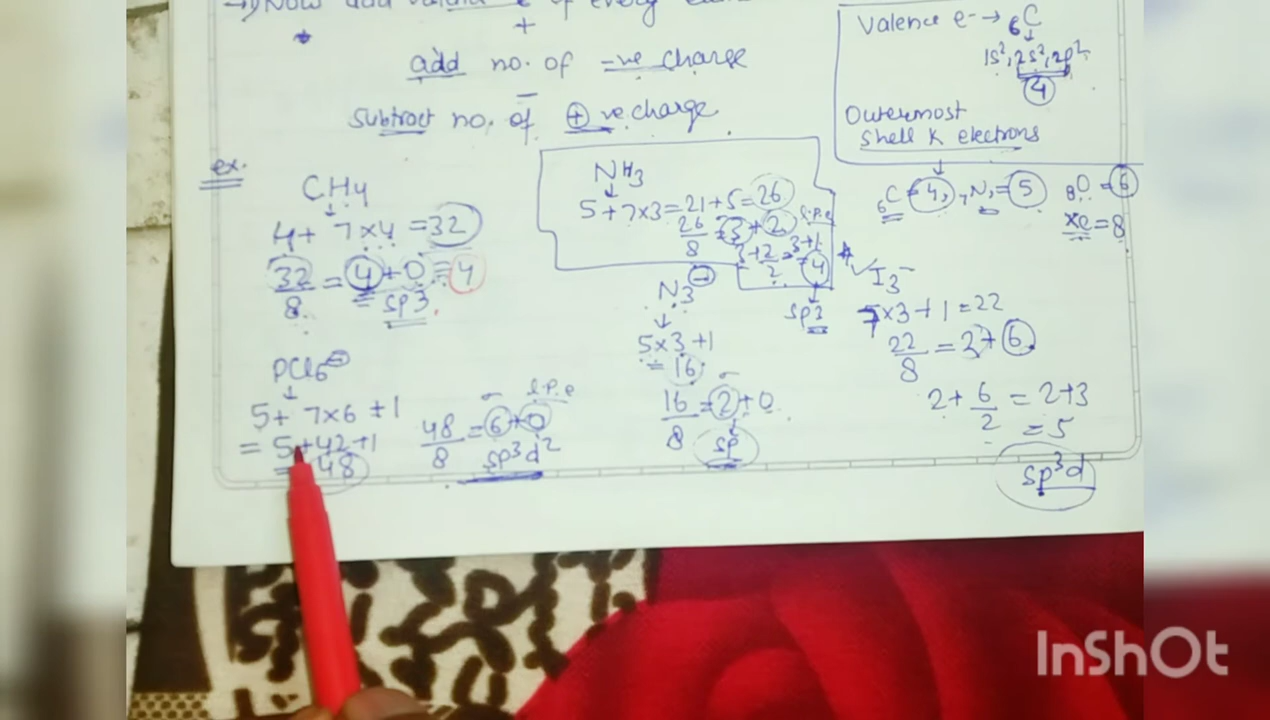 →) Now add valence e⁻ of every
+
add no. of -ve charge
−
Subtract no. of ⊕ ve charge
Valence e⁻ → ₆C
↓
1s², 2s², 2p²
4
Outermost
Shell K electrons
↓
₆C = 4, ₇N, = 5 ₈O = 6
Xe = 8
ex.
CH4
↓
4 + 7×4 = 32
32/8 = 4 + 0 = 4
sp3
NH3
↓
5 + 7×3 = 21 + 5 = 26
26/8 = 3 + 2 l.p.e
3 + 2/2 = 3+1 = 4
↓
sp3
N3⊖
↓
5×3 + 1
= 16
16/8 = 2 + 0
↓
sp
✓ I3⁻
7×3 + 1 = 22
22/8 = 2 + 6
2 + 6/2 = 2+3
= 5
sp³d
PCl6⊖
↓
5 + 7×6 + 1
= 5 + 42 + 1
= 48
48/8 = 6 + 0 l.p.e
sp³d²
InShOt